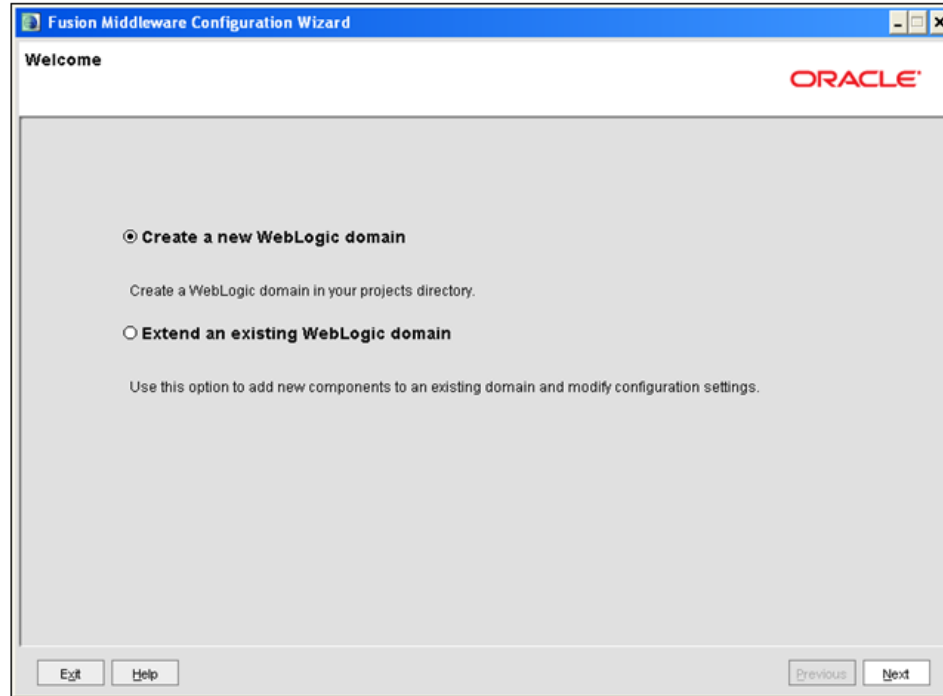 Fusion Middleware Configuration Wizard
Welcome
ORACLE
Create a new WebLogic domain
Create a WebLogic domain in your projects directory.
Extend an existing WebLogic domain
Use this option to add new components to an existing domain and modify configuration settings.
Exit Help Previous Next